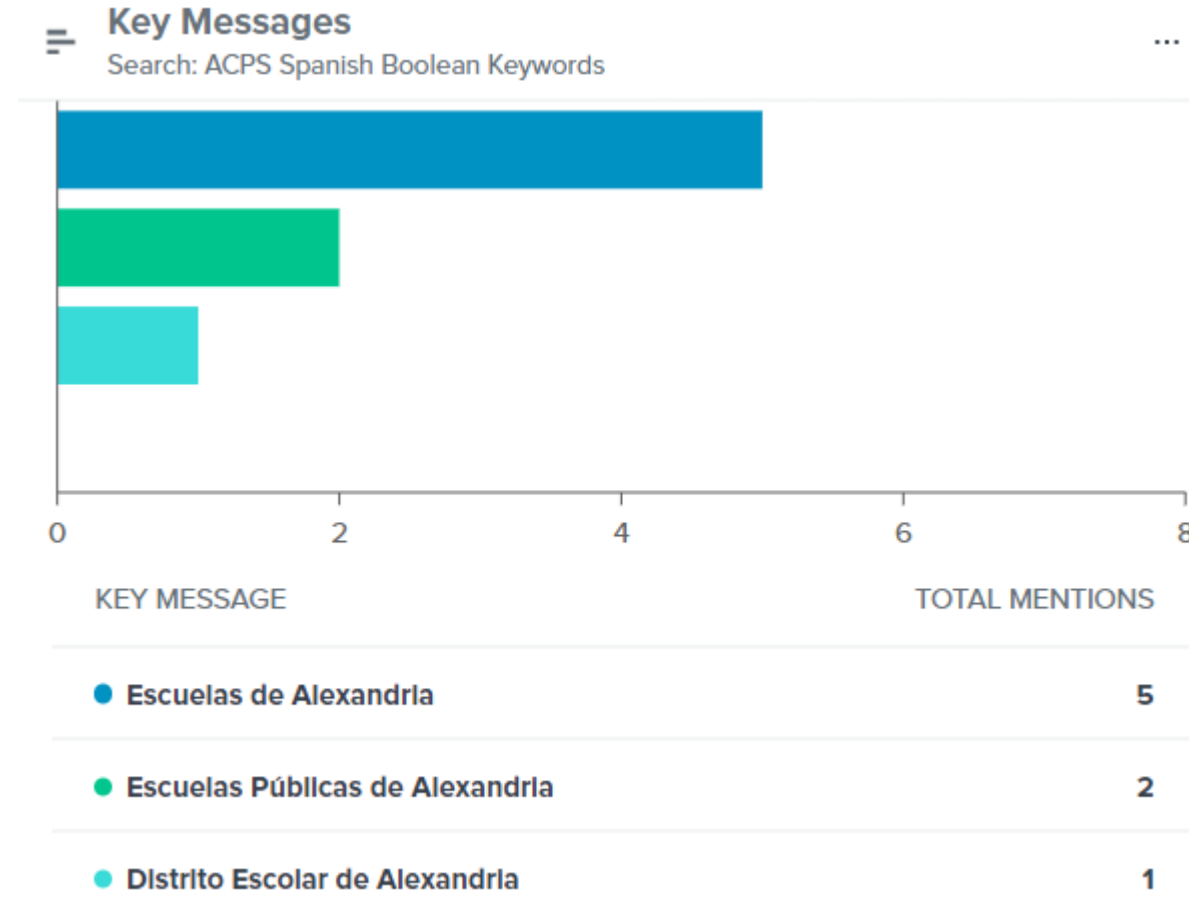 Key Messages
Search: ACPS Spanish Boolean Keywords
...
0 2 4 6 8
KEY MESSAGE TOTAL MENTIONS
Escuelas de Alexandria 5
Escuelas Públicas de Alexandria 2
Distrito Escolar de Alexandria 1